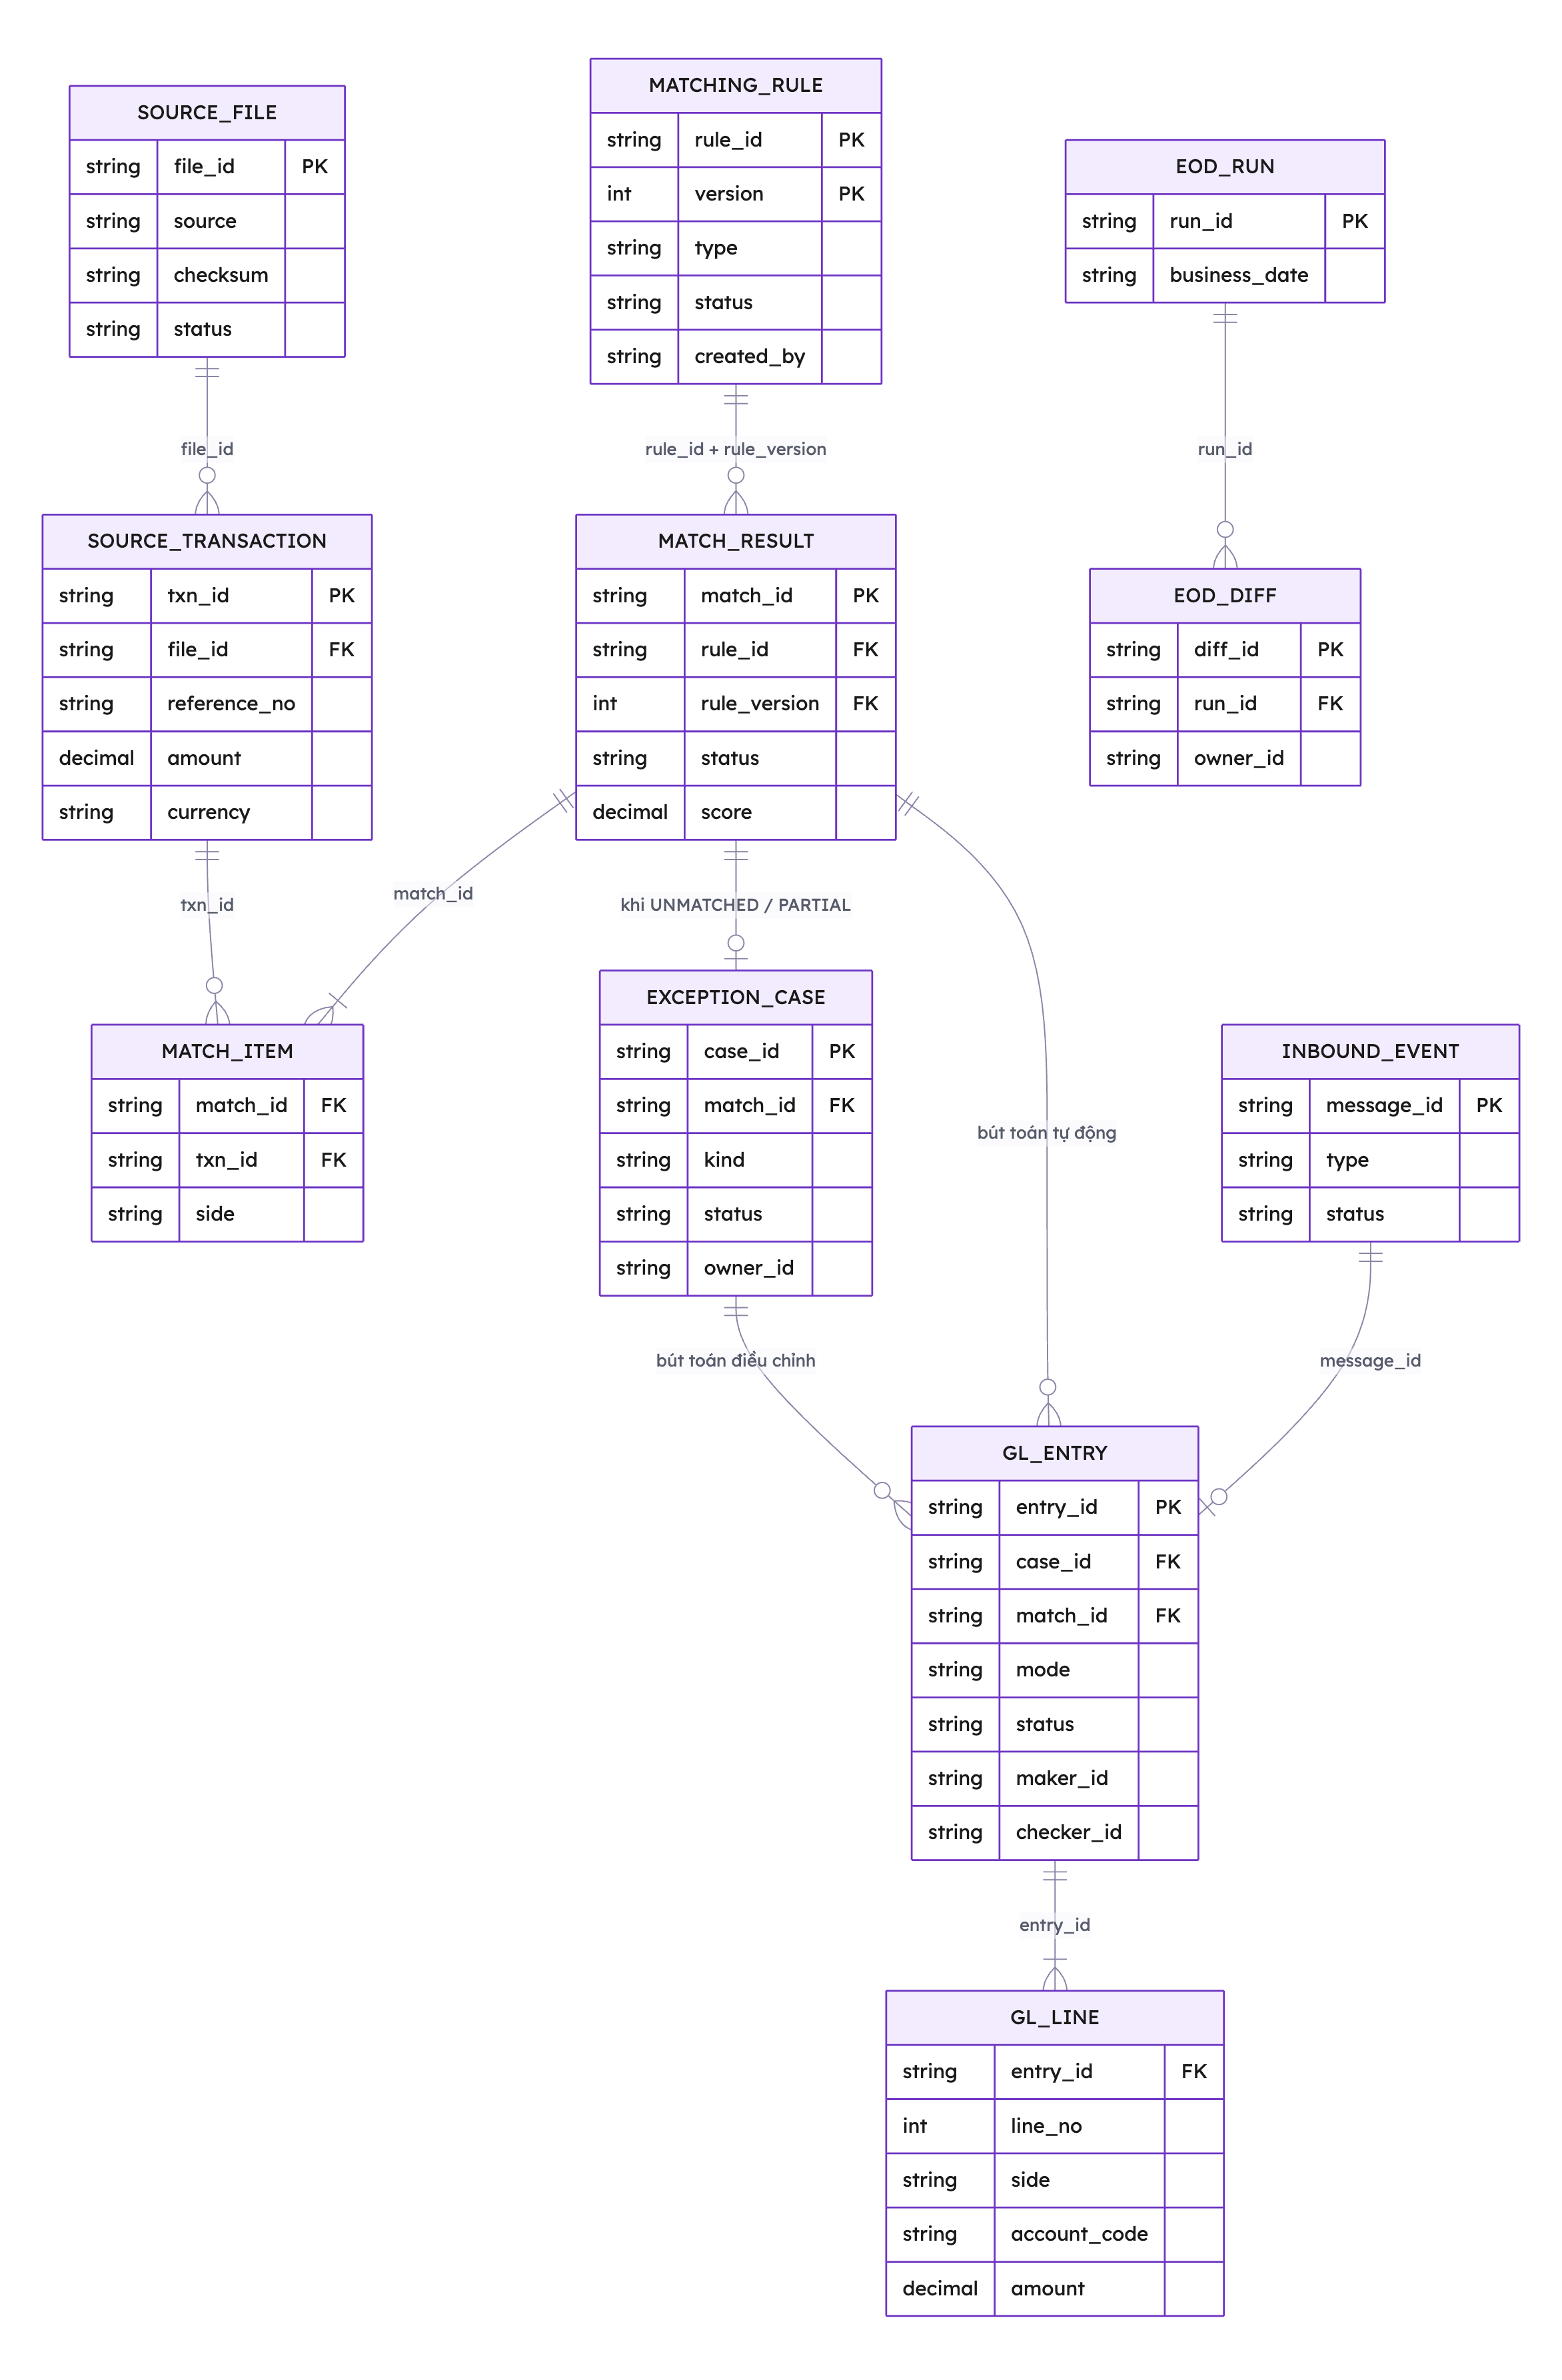 SOURCE_FILE
string file_id PK
string source
string checksum
string status
MATCHING_RULE
string rule_id PK
int version PK
string type
string status
string created_by
EOD_RUN
string run_id PK
string business_date
file_id
rule_id + rule_version
run_id
SOURCE_TRANSACTION
string txn_id PK
string file_id FK
string reference_no
decimal amount
string currency
MATCH_RESULT
string match_id PK
string rule_id FK
int rule_version FK
string status
decimal score
EOD_DIFF
string diff_id PK
string run_id FK
string owner_id
txn_id
match_id
khi UNMATCHED / PARTIAL
MATCH_ITEM
string match_id FK
string txn_id FK
string side
EXCEPTION_CASE
string case_id PK
string match_id FK
string kind
string status
string owner_id
bút toán tự động
INBOUND_EVENT
string message_id PK
string type
string status
bút toán điều chỉnh
message_id
GL_ENTRY
string entry_id PK
string case_id FK
string match_id FK
string mode
string status
string maker_id
string checker_id
entry_id
GL_LINE
string entry_id FK
int line_no
string side
string account_code
decimal amount